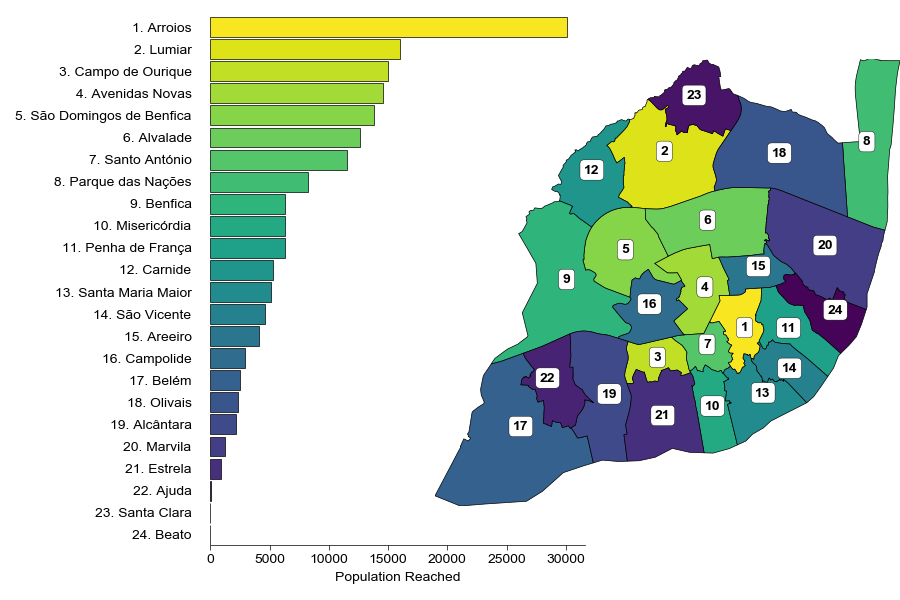 1. Arroios
2. Lumiar
3. Campo de Ourique
4. Avenidas Novas
5. São Domingos de Benfica
6. Alvalade
7. Santo António
8. Parque das Nações
9. Benfica
10. Misericórdia
11. Penha de França
12. Carnide
13. Santa Maria Maior
14. São Vicente
15. Areeiro
16. Campolide
17. Belém
18. Olivais
19. Alcântara
20. Marvila
21. Estrela
22. Ajuda
23. Santa Clara
24. Beato
0 5000 10000 15000 20000 25000 30000
Population Reached
23
8
2
18
12
6
20
5
15
9
4
16
24
1
11
7
3
14
22
19
13
10
21
17